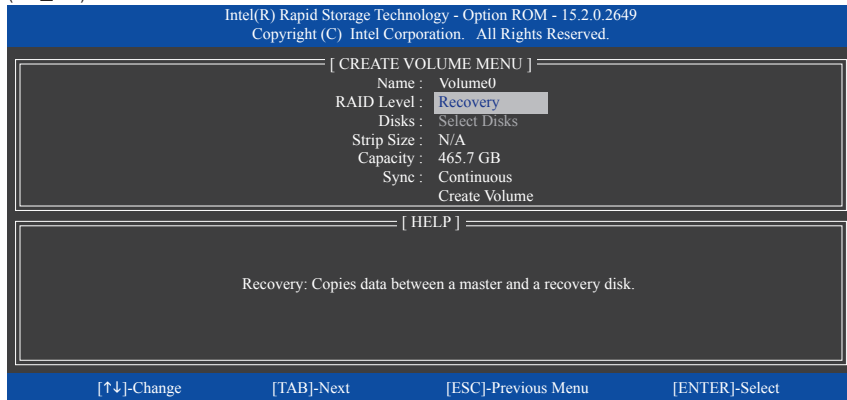 Intel(R) Rapid Storage Technology - Option ROM - 15.2.0.2649
Copyright (C) Intel Corporation. All Rights Reserved.
[ CREATE VOLUME MENU ]
Name : Volume0
RAID Level : Recovery
Disks : Select Disks
Strip Size : N/A
Capacity : 465.7 GB
Sync : Continuous
Create Volume
[ HELP ]
Recovery: Copies data between a master and a recovery disk.
[↑↓]-Change [TAB]-Next [ESC]-Previous Menu [ENTER]-Select